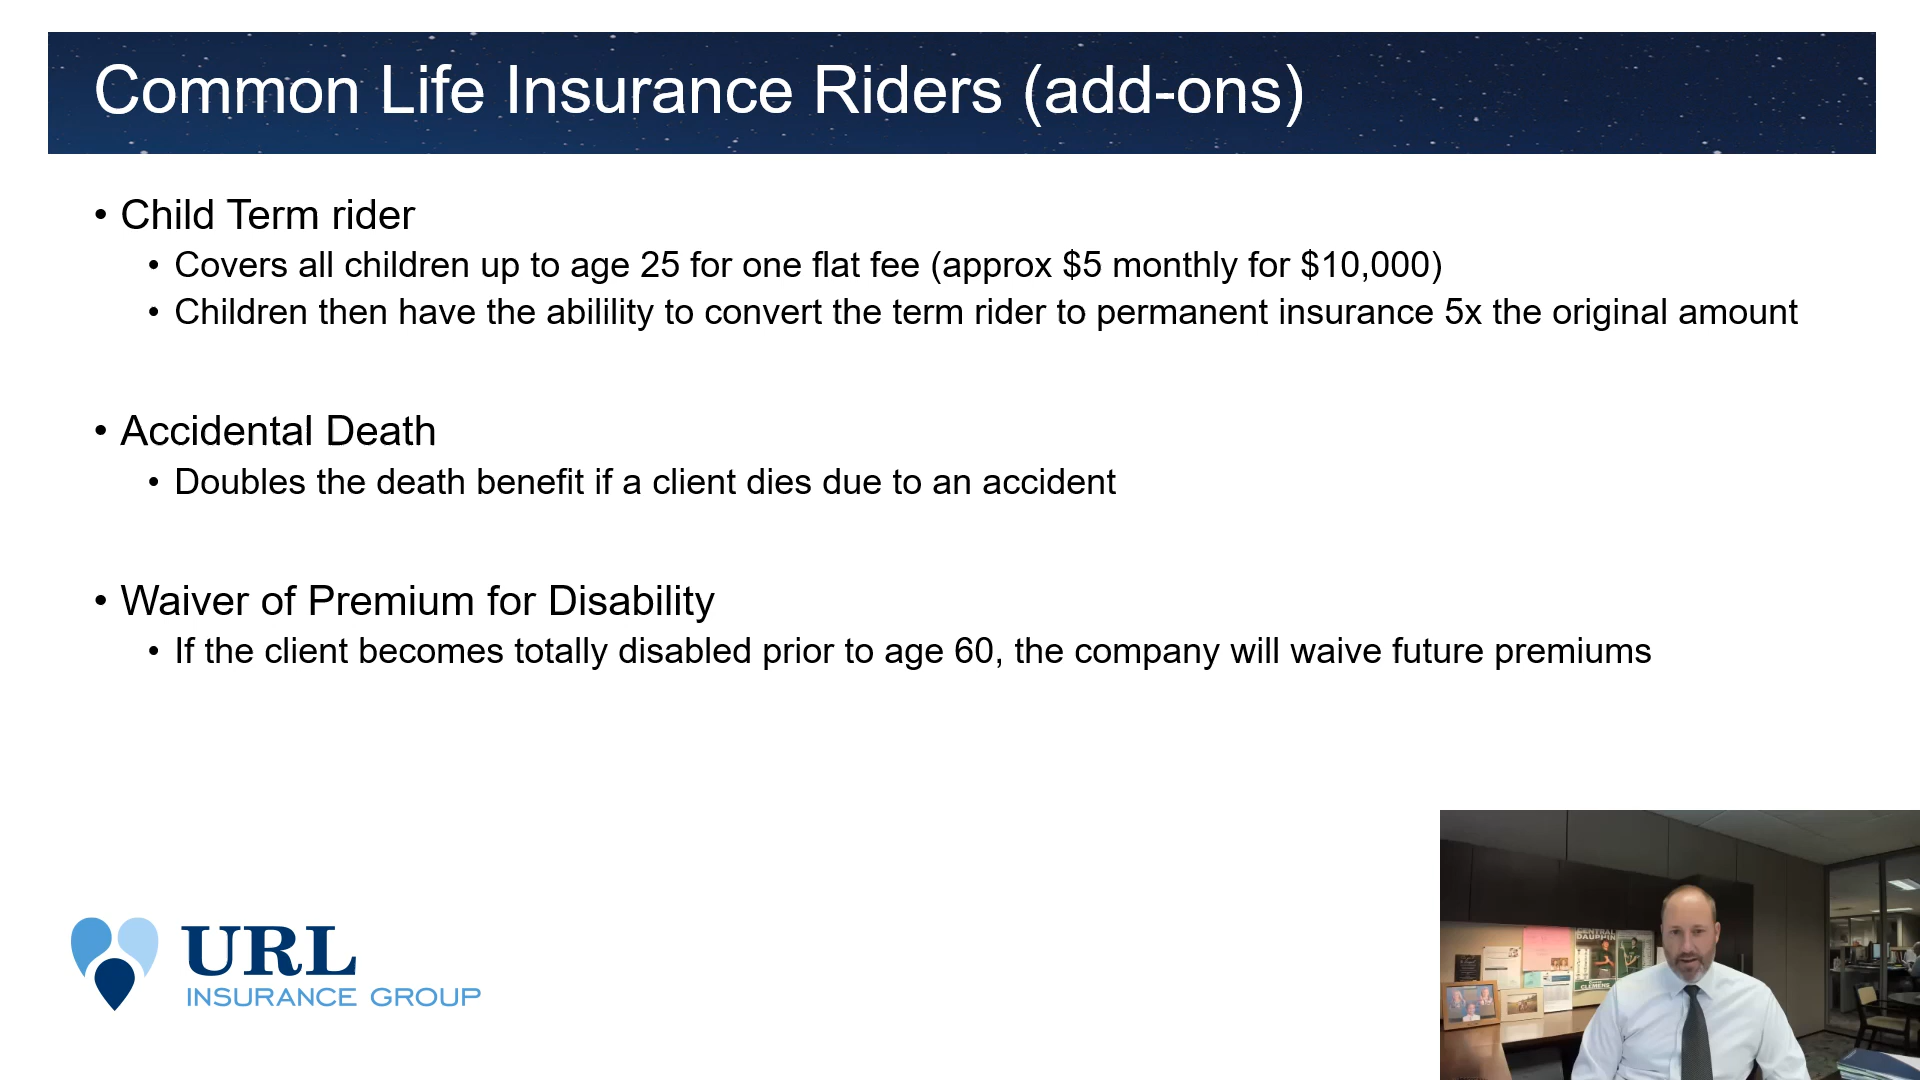 Common Life Insurance Riders (add-ons)
• Child Term rider
• Covers all children up to age 25 for one flat fee (approx $5 monthly for $10,000)
• Children then have the abilility to convert the term rider to permanent insurance 5x the original amount
• Accidental Death
• Doubles the death benefit if a client dies due to an accident
• Waiver of Premium for Disability
• If the client becomes totally disabled prior to age 60, the company will waive future premiums
URL
INSURANCE GROUP
CENTRAL
DAUPHIN
CLEMENS